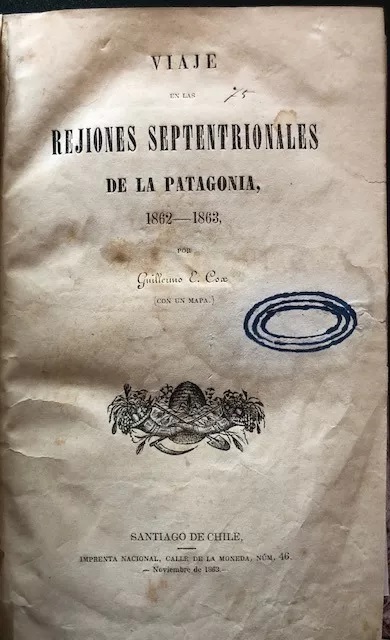 VIAJE
EN LAS
75
REJIONES SEPTENTRIONALES
DE LA PATAGONIA,
1862—1863,
POR
Guillermo E. Cox
(CON UN MAPA.)
SANTIAGO DE CHILE,
IMPRENTA NACIONAL, CALLE DE LA MONEDA, NÚM. 46.
— Noviembre de 1863.—